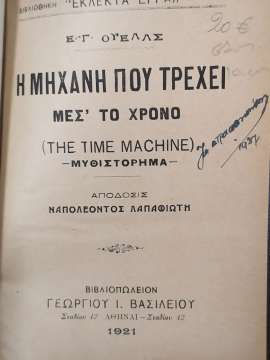 ΒΙΒΛΙΟΘΗΚΗ "ΕΚΛΕΚΤΑ ΕΡΓΑ"
20€
Ε·Γ· ΟΥΕΛΛΣ
Η ΜΗΧΑΝΗ ΠΟΥ ΤΡΕΧΕΙ
ΜΕΣ' ΤΟ ΧΡΟΝΟ
(THE TIME MACHINE)
—ΜΥΘΙΣΤΟΡΗΜΑ—
ΑΠΟΔΟΣΙΣ
ΝΑΠΟΛΕΟΝΤΟΣ ΛΑΠΑΘΙΩΤΗ
ΒΙΒΛΙΟΠΩΛΕΙΟΝ
ΓΕΩΡΓΙΟΥ Ι. ΒΑΣΙΛΕΙΟΥ
Σταδίου 42 ΑΘΗΝΑΙ—Σταδίου 42
1921